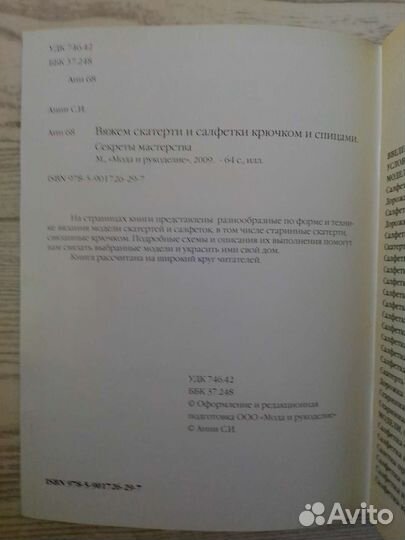 УДК 746.42
ББК 37.248
Анн 68
Анни С.И.
Анн 68 Вяжем скатерти и салфетки крючком и спицами.
Секреты мастерства
М., «Мода и рукоделие», 2009. - 64 с., илл.
ISBN 978-5-901726-29-7
На страницах книги представлены разнообразные по форме и техни-
ке вязания модели скатертей и салфеток, в том числе старинные скатерти,
связанные крючком. Подробные схемы и описания их выполнения помогут
вам связать выбранные модели и украсить ими свой дом.
Книга рассчитана на широкий круг читателей.
УДК 746.42
ББК 37.248
© Оформление и редакционная
подготовка ООО «Мода и рукоделие»
© Анни С.И.
ISBN 978-5-901726-29-7
Avito